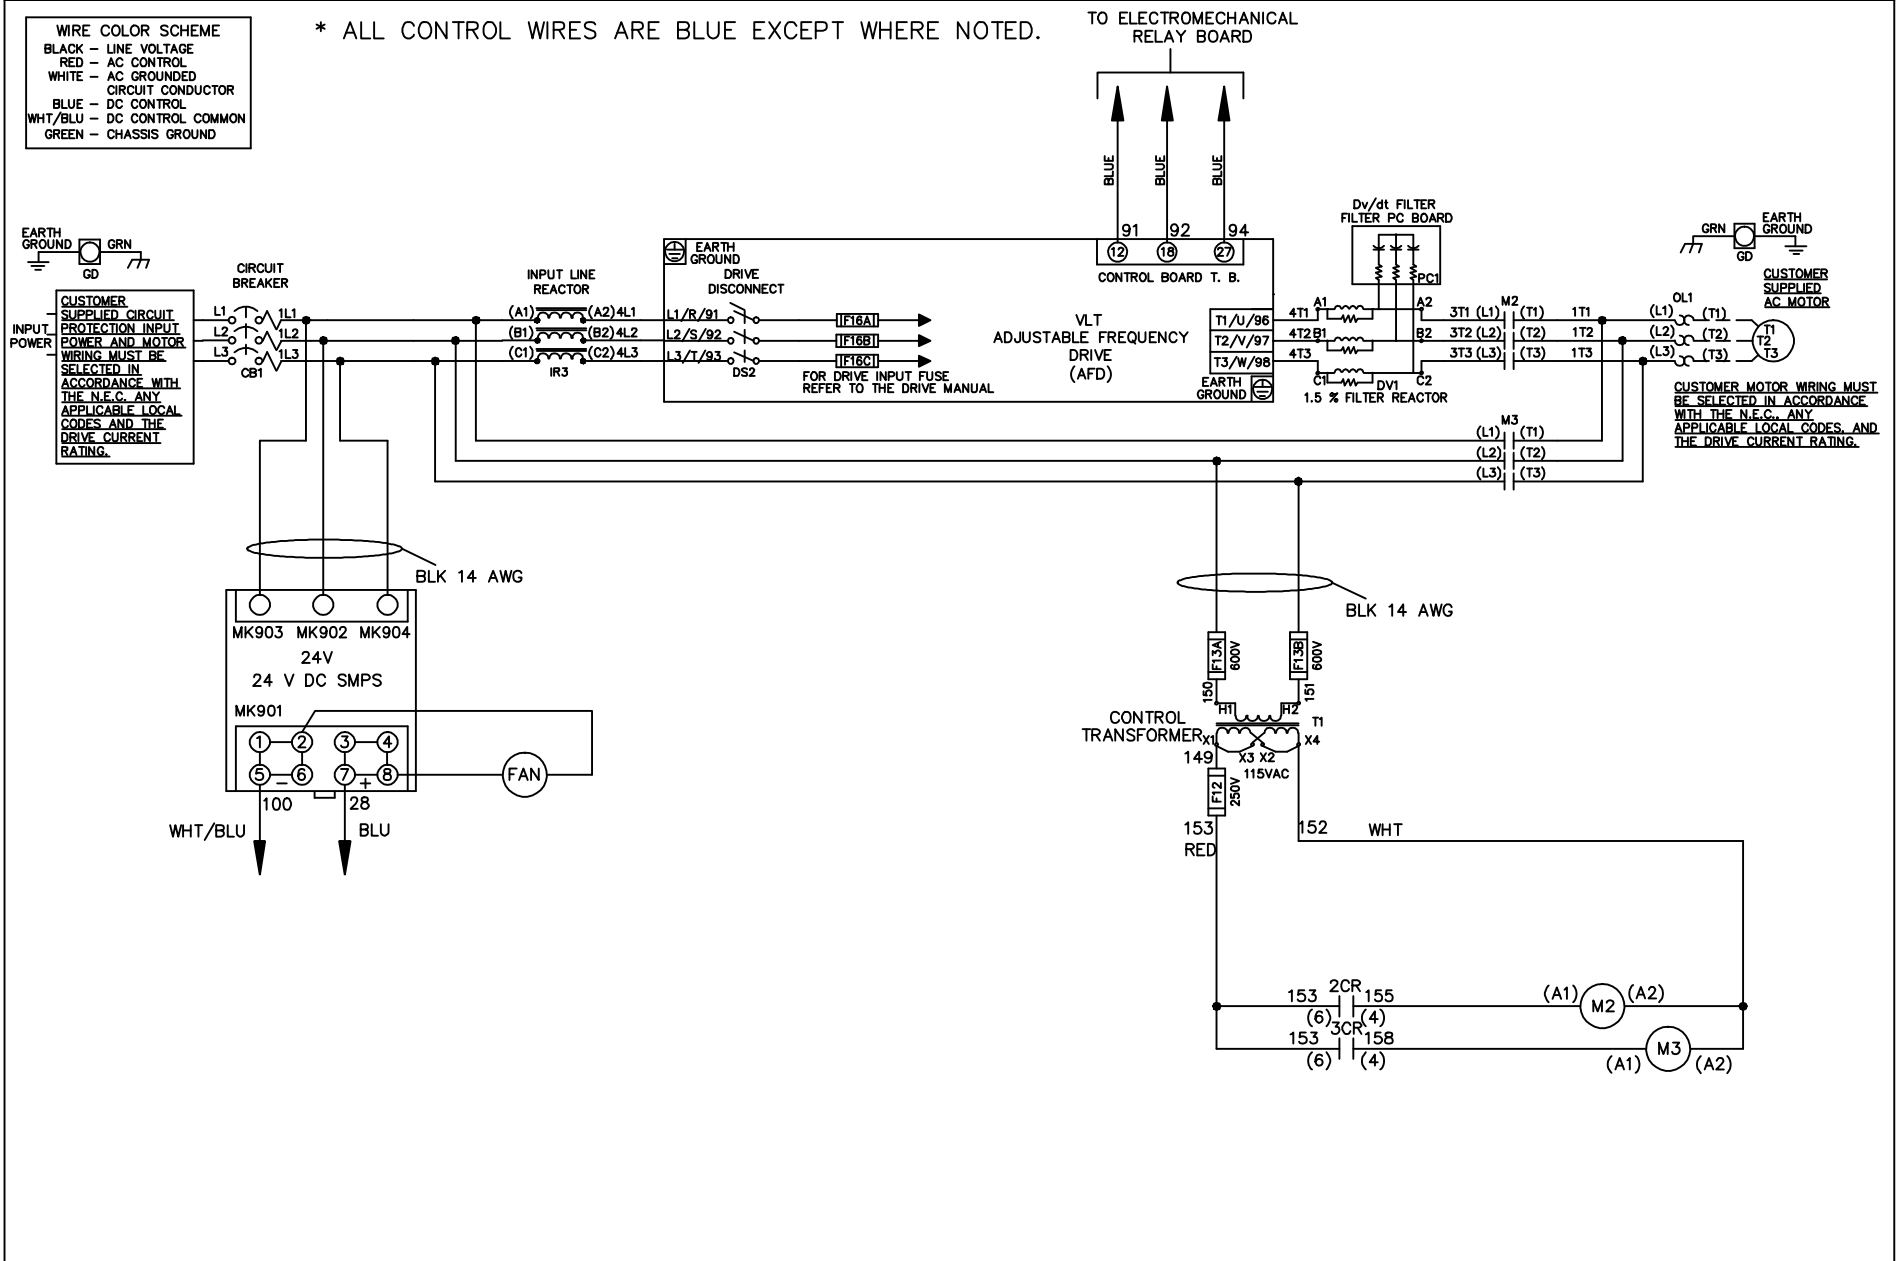 WIRE COLOR SCHEME
BLACK – LINE VOLTAGE
RED – AC CONTROL
WHITE – AC GROUNDED
CIRCUIT CONDUCTOR
BLUE – DC CONTROL
WHT/BLU – DC CONTROL COMMON
GREEN – CHASSIS GROUND
* ALL CONTROL WIRES ARE BLUE EXCEPT WHERE NOTED.
TO ELECTROMECHANICAL
RELAY BOARD
BLUE
BLUE
BLUE
91 92 94
12 18 27
CONTROL BOARD T. B.
EARTH
GROUND
GRN
GD
CUSTOMER
SUPPLIED CIRCUIT
PROTECTION INPUT
POWER AND MOTOR
WIRING MUST BE
SELECTED IN
ACCORDANCE WITH
THE N.E.C. ANY
APPLICABLE LOCAL
CODES AND THE
DRIVE CURRENT
RATING.
INPUT
POWER
CIRCUIT
BREAKER
L1 1L1
L2 1L2
L3 1L3
CB1
INPUT LINE
REACTOR
(A1) (A2) 4L1
(B1) (B2) 4L2
(C1) (C2) 4L3
IR3
EARTH
GROUND
DRIVE
DISCONNECT
L1/R/91
L2/S/92
L3/T/93
DS2
F16A
F16B
F16C
FOR DRIVE INPUT FUSE
REFER TO THE DRIVE MANUAL
VLT
ADJUSTABLE FREQUENCY
DRIVE
(AFD)
T1/U/96
T2/V/97
T3/W/98
EARTH
GROUND
Dv/dt FILTER
FILTER PC BOARD
PC1
4T1 A1 A2
4T2 B1 B2
4T3
C1 C2
DV1
1.5 % FILTER REACTOR
M2
3T1 (L1) (T1) 1T1
3T2 (L2) (T2) 1T2
3T3 (L3) (T3) 1T3
M3
(L1) (T1)
(L2) (T2)
(L3) (T3)
GRN
EARTH
GROUND
GD
CUSTOMER
SUPPLIED
AC MOTOR
OL1
(L1) (T1)
(L2) (T2)
(L3) (T3)
T1
T2
T3
CUSTOMER MOTOR WIRING MUST
BE SELECTED IN ACCORDANCE
WITH THE N.E.C., ANY
APPLICABLE LOCAL CODES, AND
THE DRIVE CURRENT RATING.
BLK 14 AWG
MK903 MK902 MK904
24V
24 V DC SMPS
MK901
1 2 3 4
5 – 6 7 + 8
FAN
100 28
WHT/BLU BLU
BLK 14 AWG
F13A 600V
F13B 600V
150 151
H1 H2
T1
CONTROL
TRANSFORMER
X1 X4
X3 X2
149
115VAC
F12 250V
153
RED
152 WHT
2CR
153 155
(6) (4)
(A1) M2 (A2)
3CR
153 158
(6) (4)
(A1) M3 (A2)